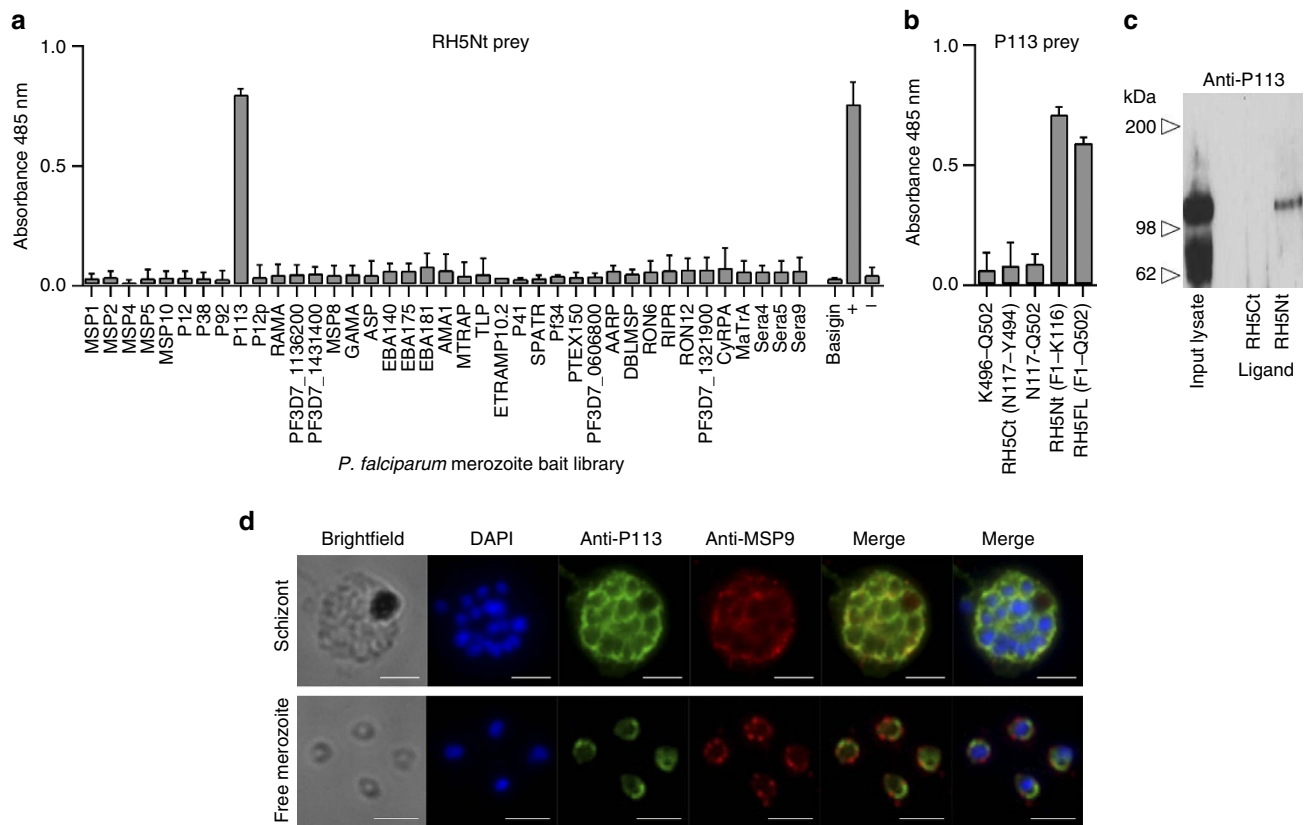 a
RH5Nt prey
1.0
0.5
0.0
Absorbance 485 nm
MSP1
MSP2
MSP4
MSP5
MSP10
P12
P38
P92
P113
P12p
RAMA
PF3D7_1136200
PF3D7_1431400
MSP8
GAMA
ASP
EBA140
EBA175
EBA181
AMA1
MTRAP
TLP
ETRAMP10.2
P41
SPATR
Pf34
PTEX150
PF3D7_0606800
AARP
DBLMSP
RON6
RIPR
RON12
PF3D7_1321900
CyRPA
MaTrA
Sera4
Sera5
Sera9
Basigin
+
–
P. falciparum merozoite bait library
b
P113 prey
1.0
0.5
0.0
Absorbance 485 nm
K496–Q502
RH5Ct (N117–Y494)
N117-Q502
RH5Nt (F1–K116)
RH5FL (F1–Q502)
c
Anti-P113
kDa
200
98
62
Input lysate
RH5Ct
RH5Nt
Ligand
d
Brightfield DAPI Anti-P113 Anti-MSP9 Merge Merge
Schizont
Free merozoite